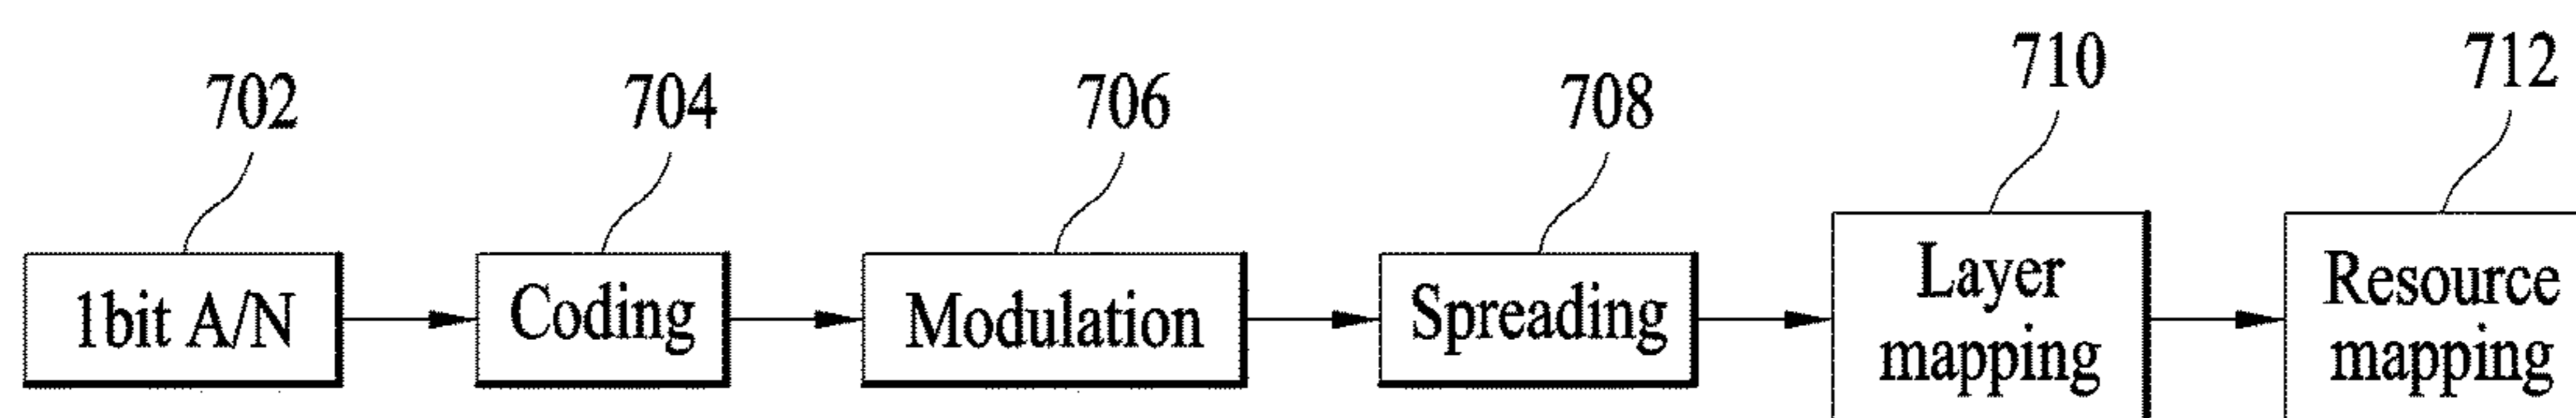 702
704
706
708
710
712
1bit A/N
Coding
Modulation
Spreading
Layer
mapping
Resource
mapping